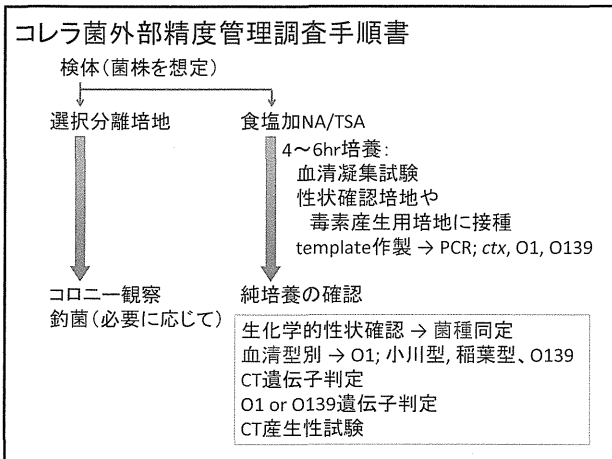 コレラ菌外部精度管理調査手順書
検体(菌株を想定)
選択分離培地
食塩加NA/TSA
4～6hr培養:
血清凝集試験
性状確認培地や
毒素産生用培地に接種
template作製 → PCR; ctx, O1, O139
コロニー観察
釣菌(必要に応じて)
純培養の確認
生化学的性状確認 → 菌種同定
血清型別 → O1; 小川型, 稲葉型、O139
CT遺伝子判定
O1 or O139遺伝子判定
CT産生性試験